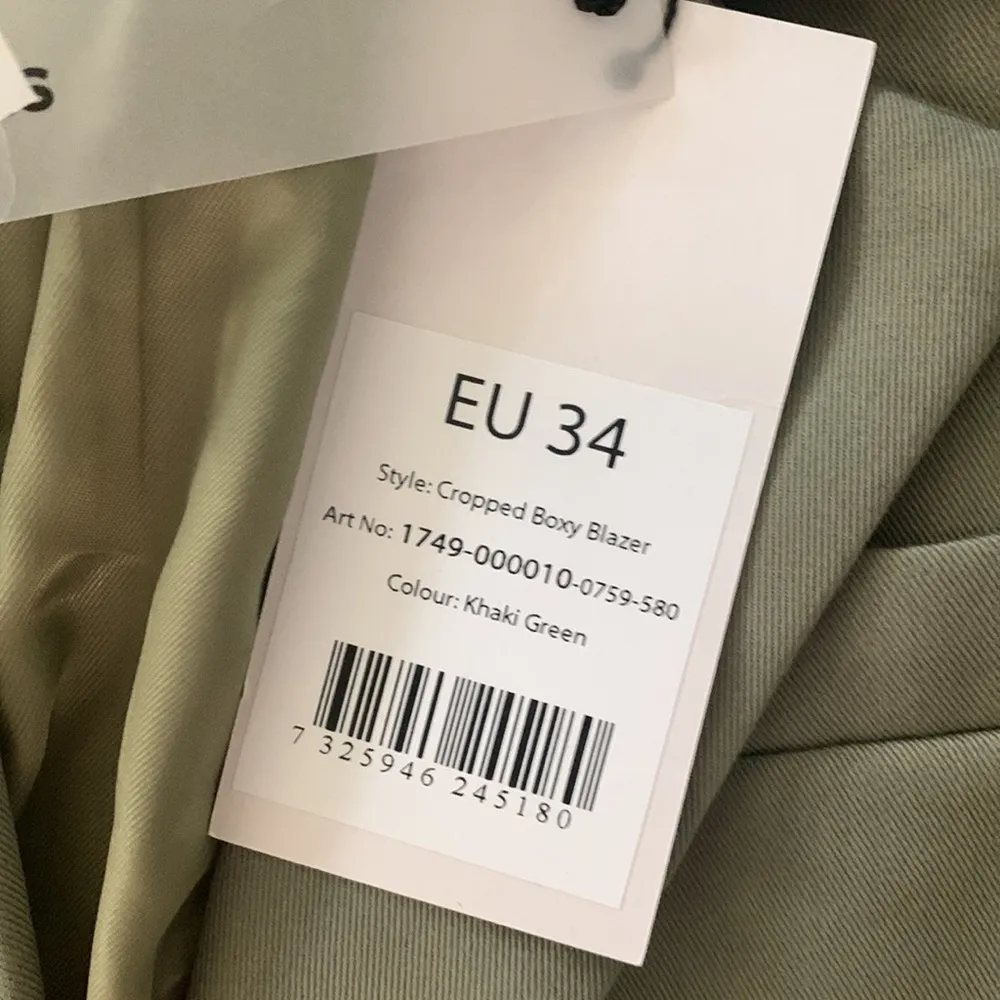 S
EU 34
Style: Cropped Boxy Blazer
Art No: 1749-000010-0759-580
Colour: Khaki Green
7 325946 245180